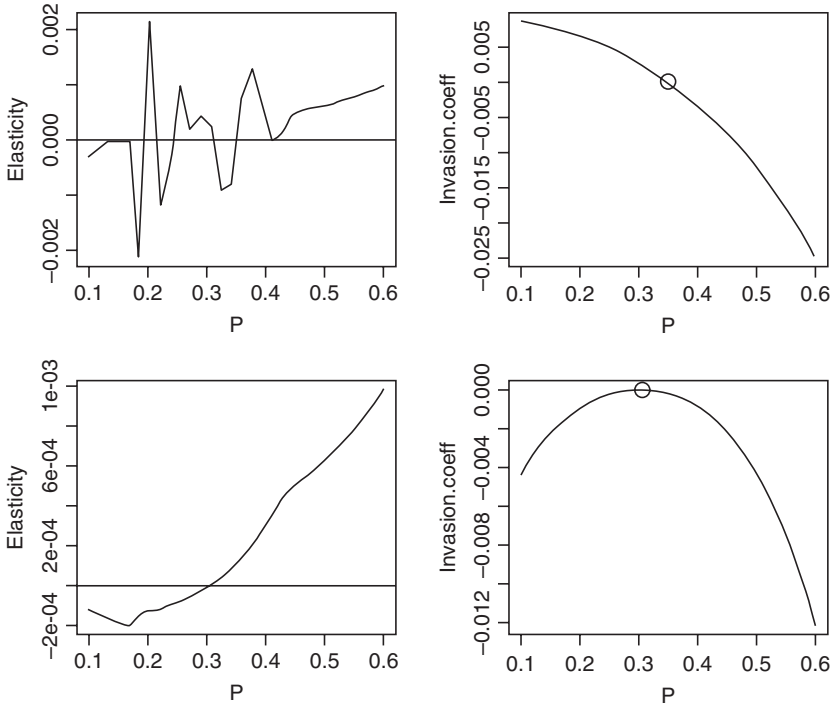 Elasticity
0.002
0.000
−0.002
0.1 0.2 0.3 0.4 0.5 0.6
P
Invasion.coeff
0.005
−0.005
−0.015
−0.025
0.1 0.2 0.3 0.4 0.5 0.6
P
Elasticity
1e-03
6e-04
2e-04
−2e-04
0.1 0.2 0.3 0.4 0.5 0.6
P
Invasion.coeff
0.000
−0.004
−0.008
−0.012
0.1 0.2 0.3 0.4 0.5 0.6
P